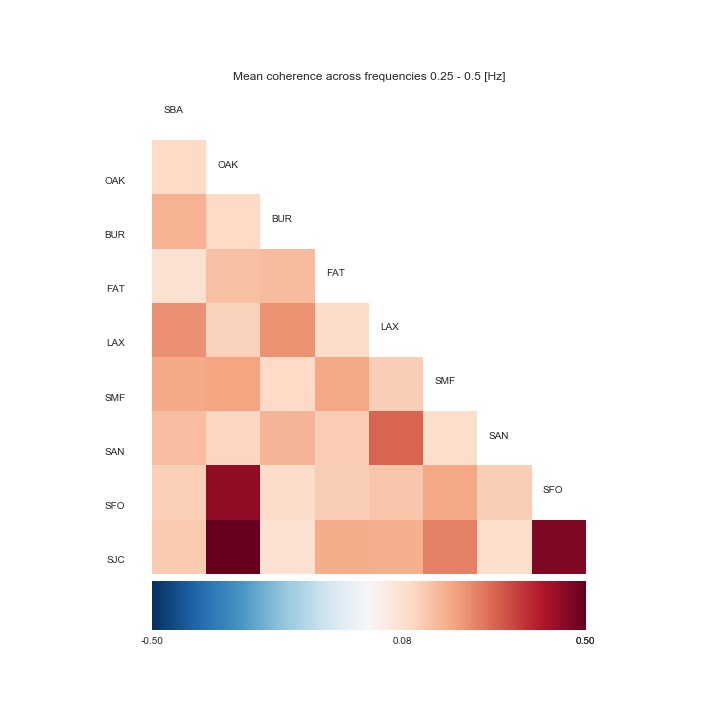 Mean coherence across frequencies 0.25 - 0.5 [Hz]
SBA
OAK
OAK
BUR
BUR
FAT
FAT
LAX
LAX
SMF
SMF
SAN
SAN
SFO
SFO
SJC
-0.50 0.08 0.50